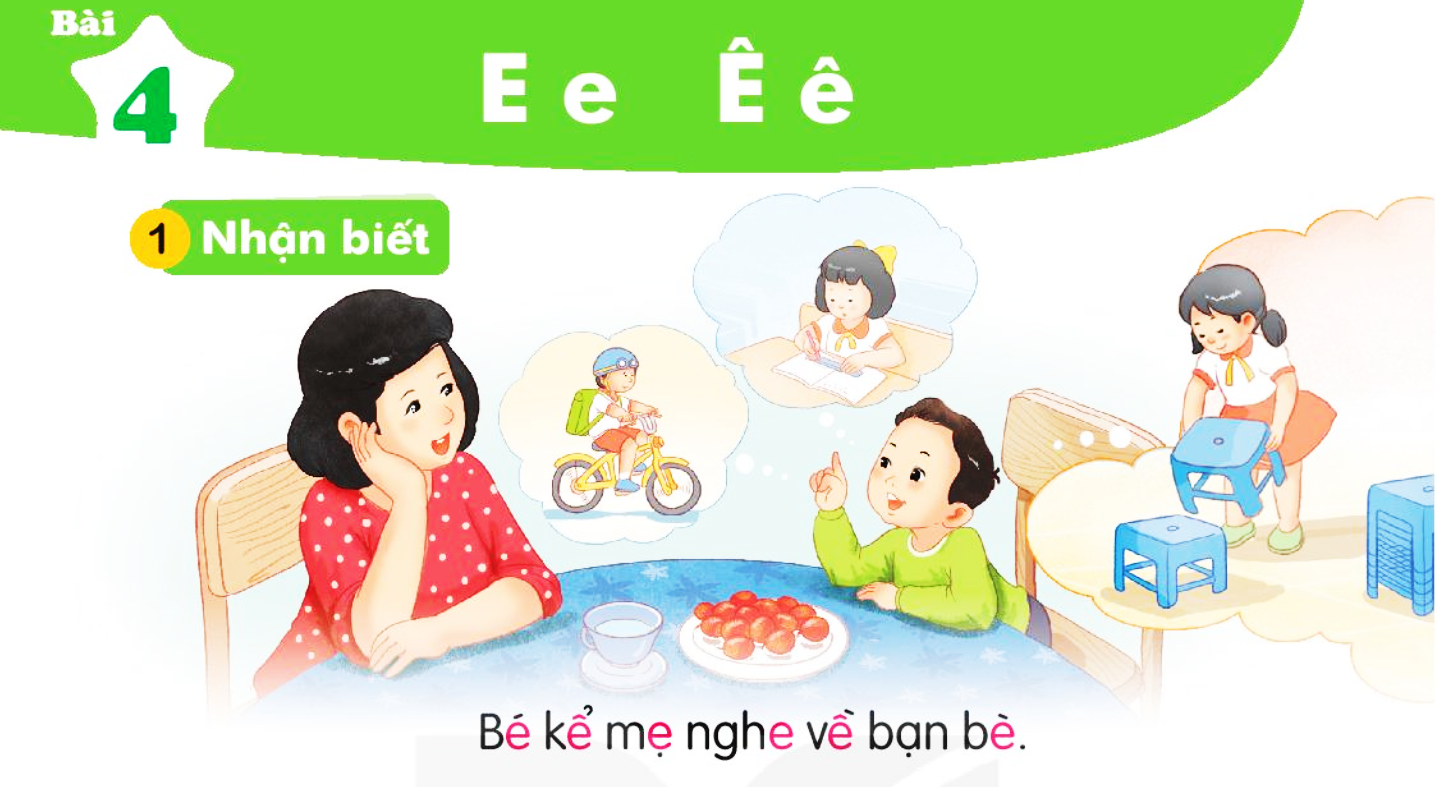 Bài
4
E e Ê ê
1 Nhận biết
Bé kể mẹ nghe về bạn bè.